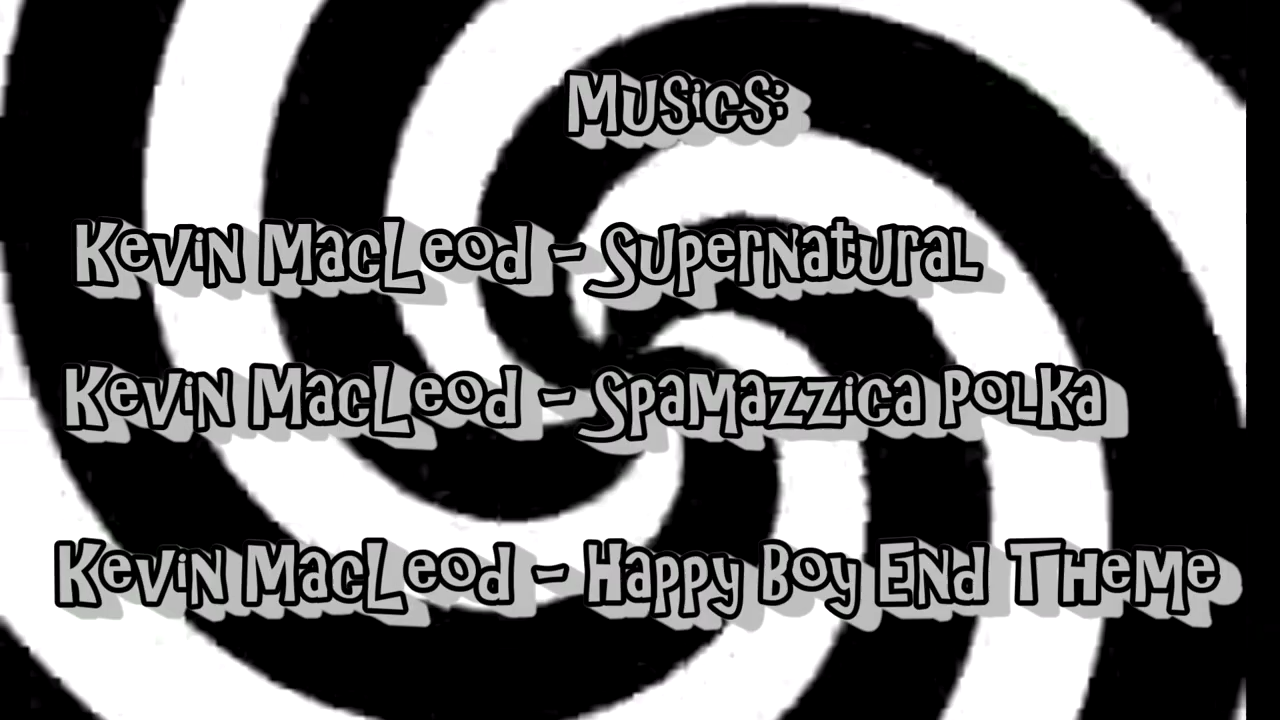 Musics:
Kevin MacLeod - Supernatural
Kevin MacLeod - Spamazzica Polka
Kevin MacLeod - Happy Boy End Theme